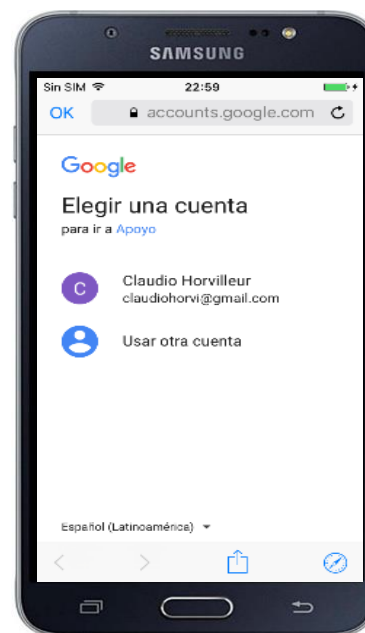 SAMSUNG
Sin SIM 22:59
OK accounts.google.com
Google
Elegir una cuenta
para ir a Apoyo
C
Claudio Horvilleur
claudiohorvi@gmail.com
Usar otra cuenta
Español (Latinoamérica)